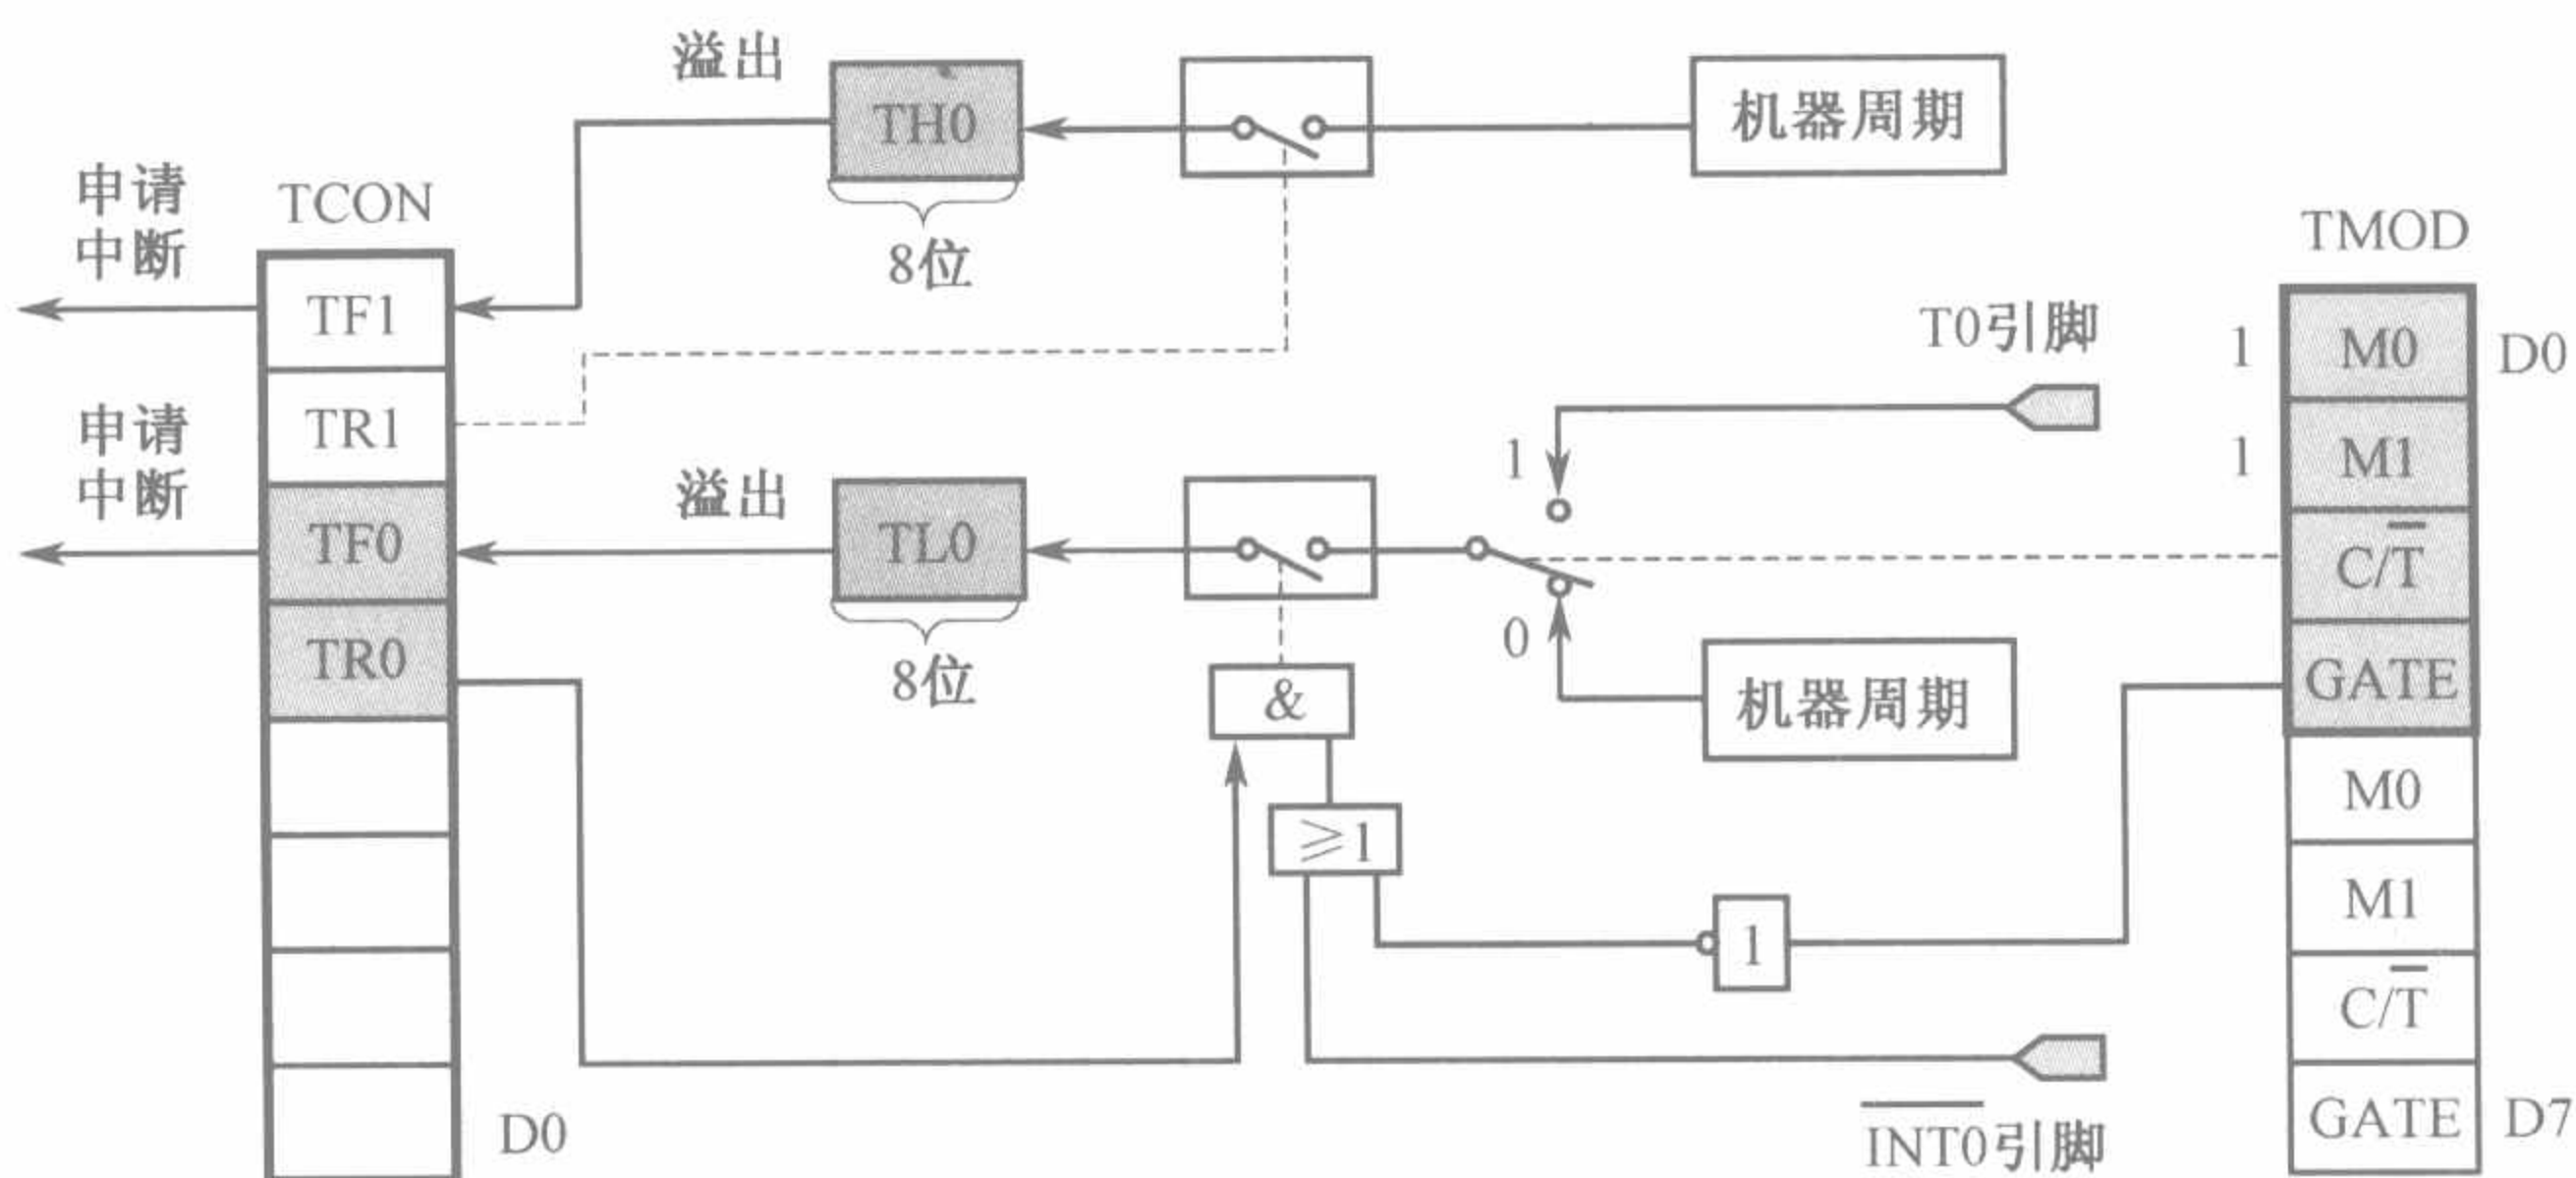 溢出
TH0
机器周期
8位
申请
中断
TCON
TF1
TR1
TF0
TR0
D0
申请
中断
溢出
TL0
8位
T0引脚
1
0
机器周期
&
≥1
1
INT0引脚
TMOD
1
M0
D0
1
M1
C/T̅
GATE
M0
M1
C/T̅
GATE
D7